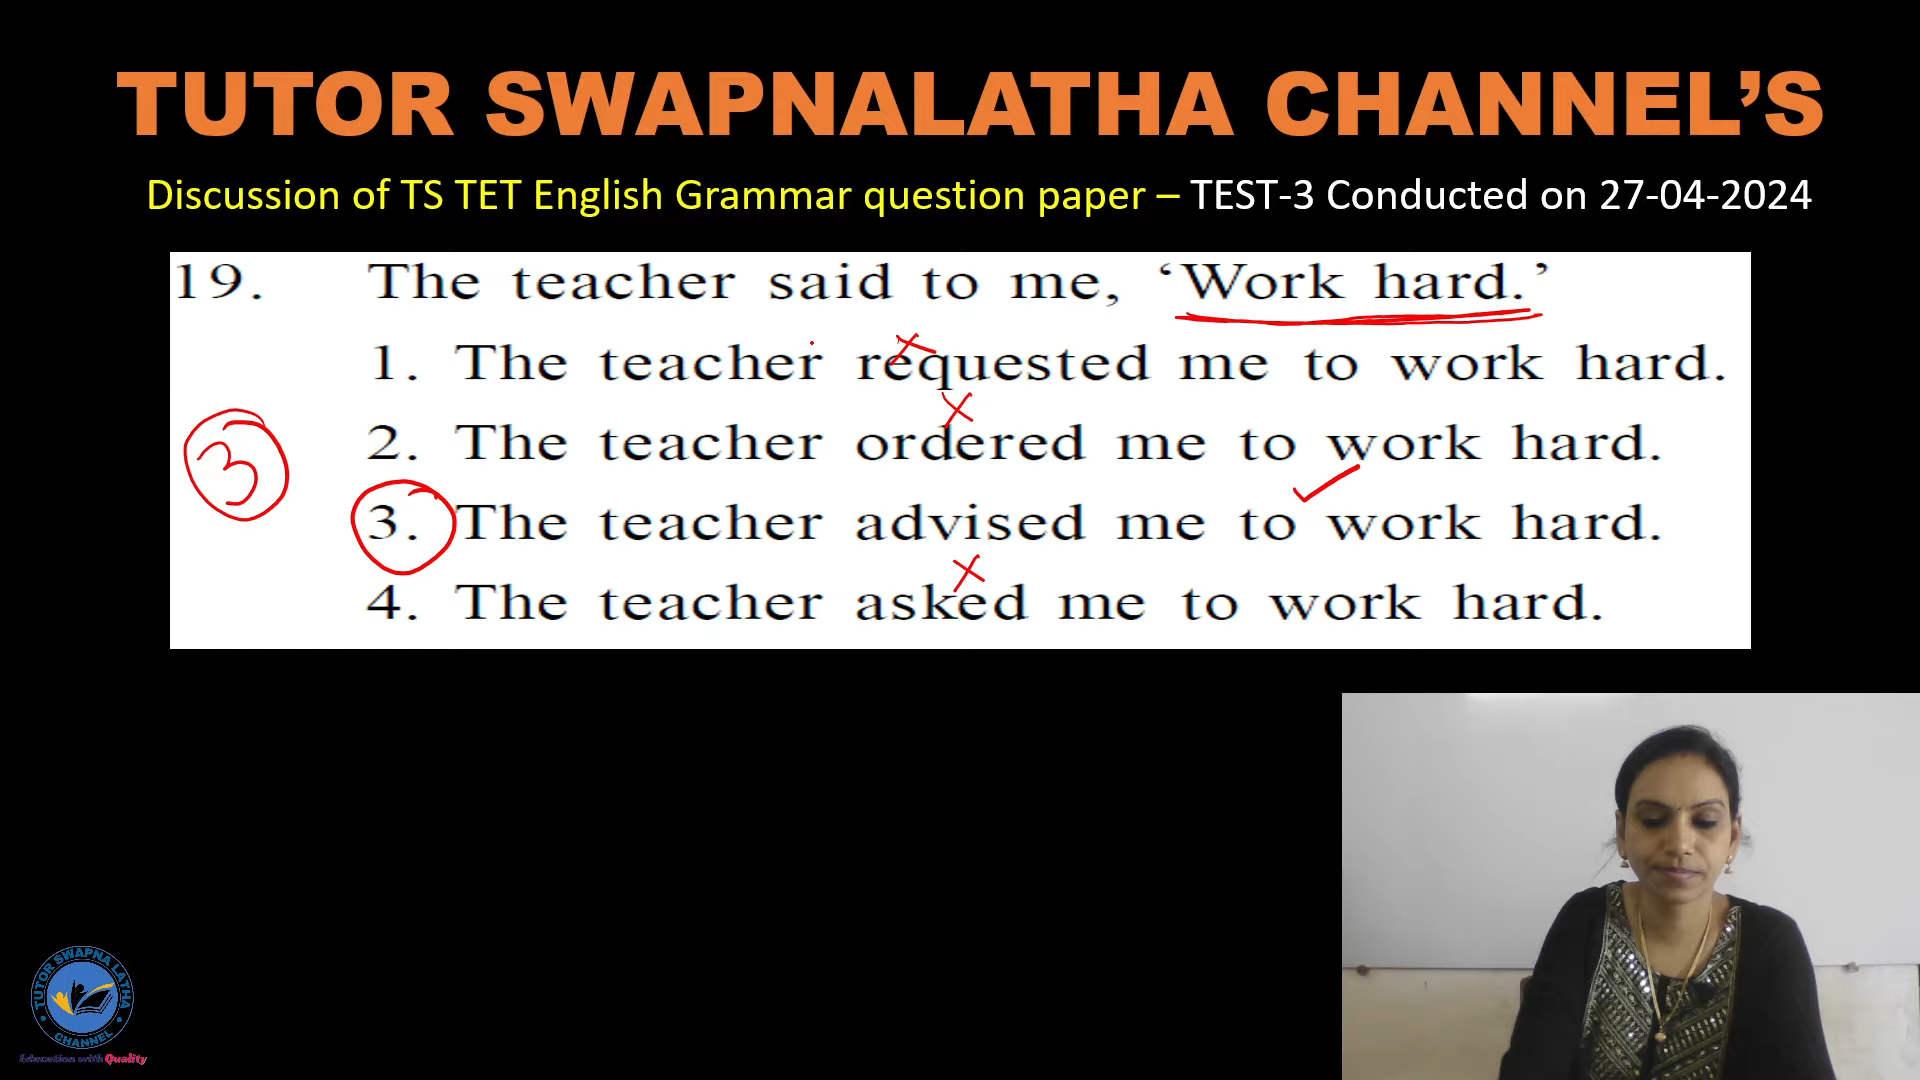 TUTOR SWAPNALATHA CHANNEL’S
Discussion of TS TET English Grammar question paper – TEST-3 Conducted on 27-04-2024
19. The teacher said to me, ‘Work hard.’
1. The teacher requested me to work hard.
2. The teacher ordered me to work hard.
3
3. The teacher advised me to work hard.
4. The teacher asked me to work hard.
TUTOR SWAPNA LATHA
CHANNEL
Education with Quality